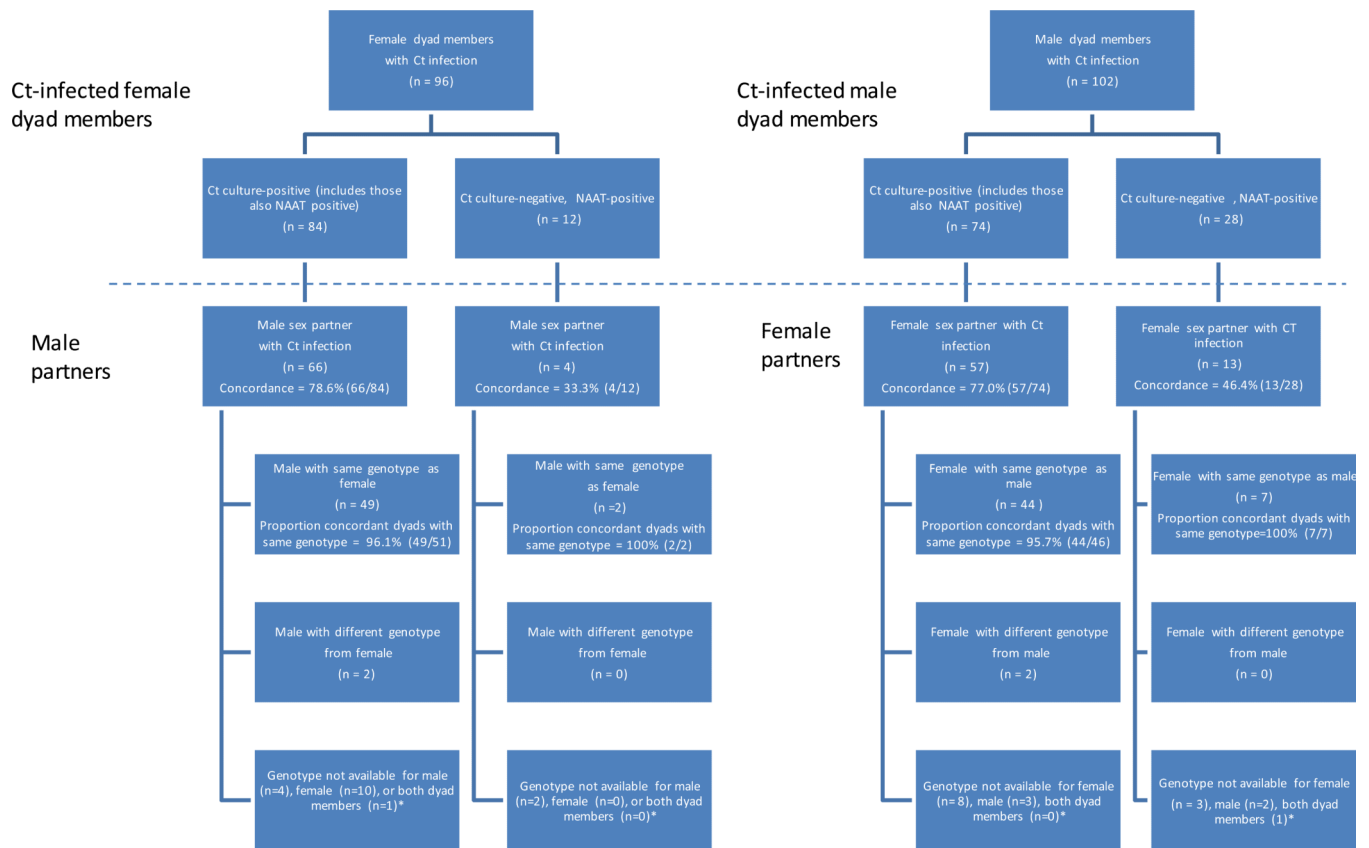 Ct-infected female
dyad members
Female dyad members
with Ct infection
(n = 96)
Ct culture-positive (includes those
also NAAT positive)
(n = 84)
Ct culture-negative, NAAT-positive
(n = 12)
Male
partners
Male sex partner
with Ct infection
(n = 66)
Concordance = 78.6% (66/84)
Male sex partner
with Ct infection
(n = 4)
Concordance = 33.3% (4/12)
Male with same genotype as
female
(n = 49)
Proportion concordant dyads with
same genotype = 96.1% (49/51)
Male with same genotype
as female
(n =2)
Proportion concordant dyads with
same genotype = 100% (2/2)
Male with different genotype
from female
(n = 2)
Male with different genotype from
female
(n = 0)
Genotype not available for male
(n=4), female (n=10), or both dyad
members (n=1)*
Genotype not available for male
(n=2), female (n=0), or both dyad
members (n=0)*
Ct-infected male
dyad members
Male dyad members
with Ct infection
(n = 102)
Ct culture-positive (includes those
also NAAT positive)
(n = 74)
Ct culture-negative , NAAT-positive
(n = 28)
Female
partners
Female sex partner with Ct
infection
(n = 57)
Concordance = 77.0% (57/74)
Female sex partner with CT
infection
(n = 13)
Concordance = 46.4% (13/28)
Female with same genotype as
male
(n = 44 )
Proportion concordant dyads with
same genotype = 95.7% (44/46)
Female with same genotype as male
(n = 7)
Proportion concordant dyads with
same genotype=100% (7/7)
Female with different genotype
from male
(n = 2)
Female with different genotype
from male
(n = 0)
Genotype not available for female
(n= 8), male (n=3), both dyad
members (n=0)*
Genotype not available for female
(n = 3), male (n=2), both dyad
members (1)*